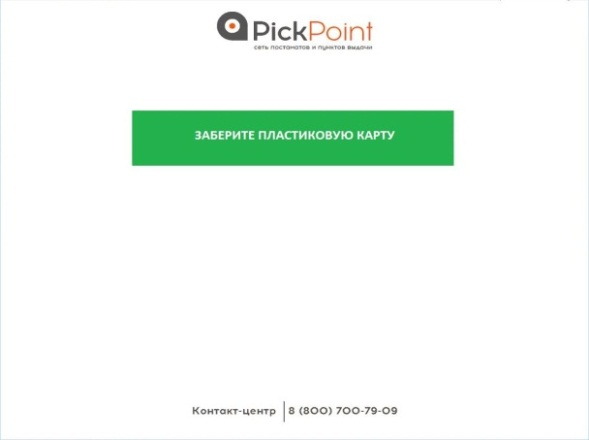 PickPoint
сеть постаматов и пунктов выдачи
ЗАБЕРИТЕ ПЛАСТИКОВУЮ КАРТУ
Контакт-центр 8 (800) 700-79-09